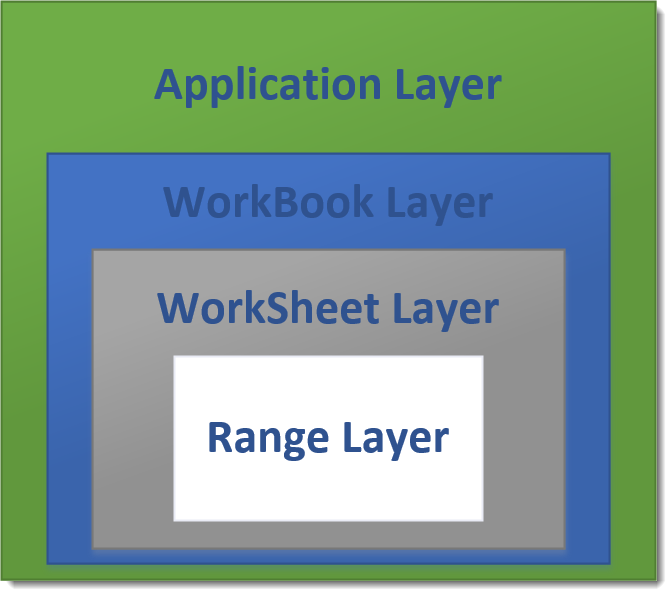 Application Layer
WorkBook Layer
WorkSheet Layer
Range Layer